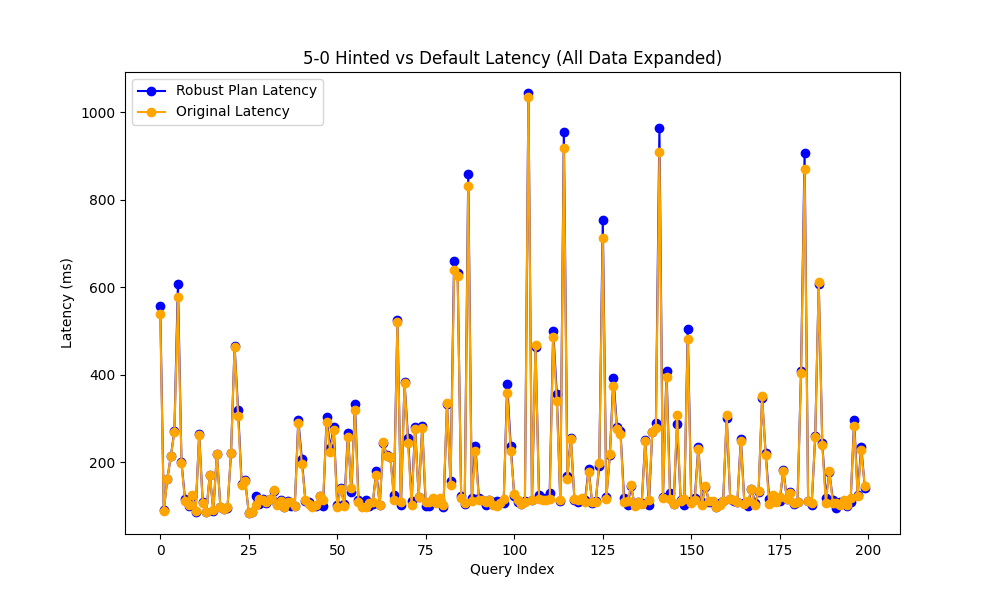 5-0 Hinted vs Default Latency (All Data Expanded)
Robust Plan Latency
Original Latency
Latency (ms)
1000
800
600
400
200
0 25 50 75 100 125 150 175 200
Query Index